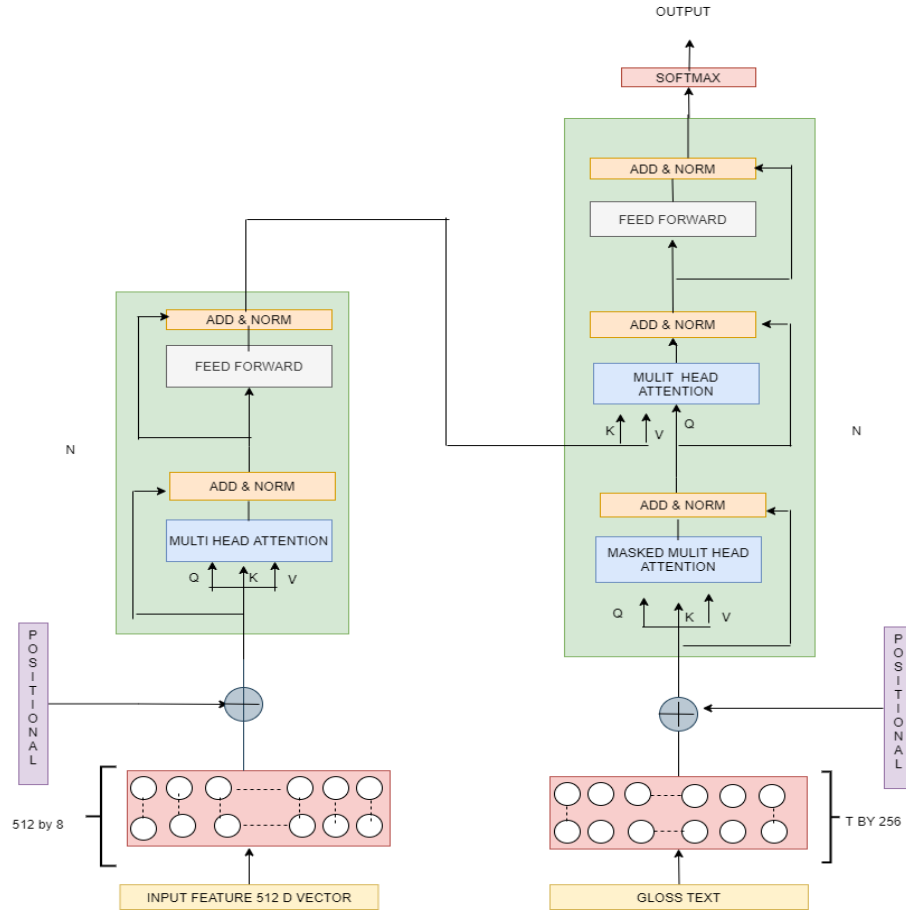 OUTPUT
SOFTMAX
ADD & NORM
FEED FORWARD
ADD & NORM
MULIT HEAD
ATTENTION
K
V
Q
N
ADD & NORM
MASKED MULIT HEAD
ATTENTION
Q
K
V
ADD & NORM
FEED FORWARD
N
ADD & NORM
MULTI HEAD ATTENTION
Q
K
V
P
O
S
I
T
I
O
N
A
L
P
O
S
I
T
I
O
N
A
L
512 by 8
T BY 256
INPUT FEATURE 512 D VECTOR
GLOSS TEXT